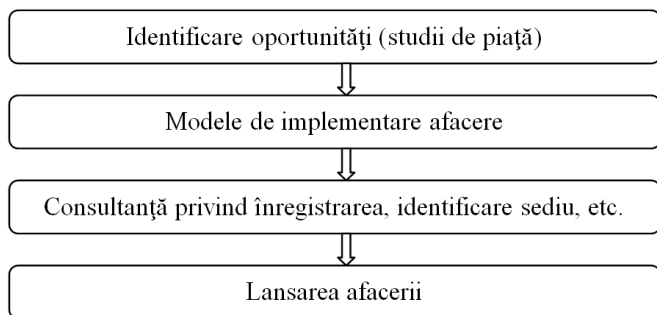 Identificare oportunităţi (studii de piaţă)
Modele de implementare afacere
Consultanţă privind înregistrarea, identificare sediu, etc.
Lansarea afacerii